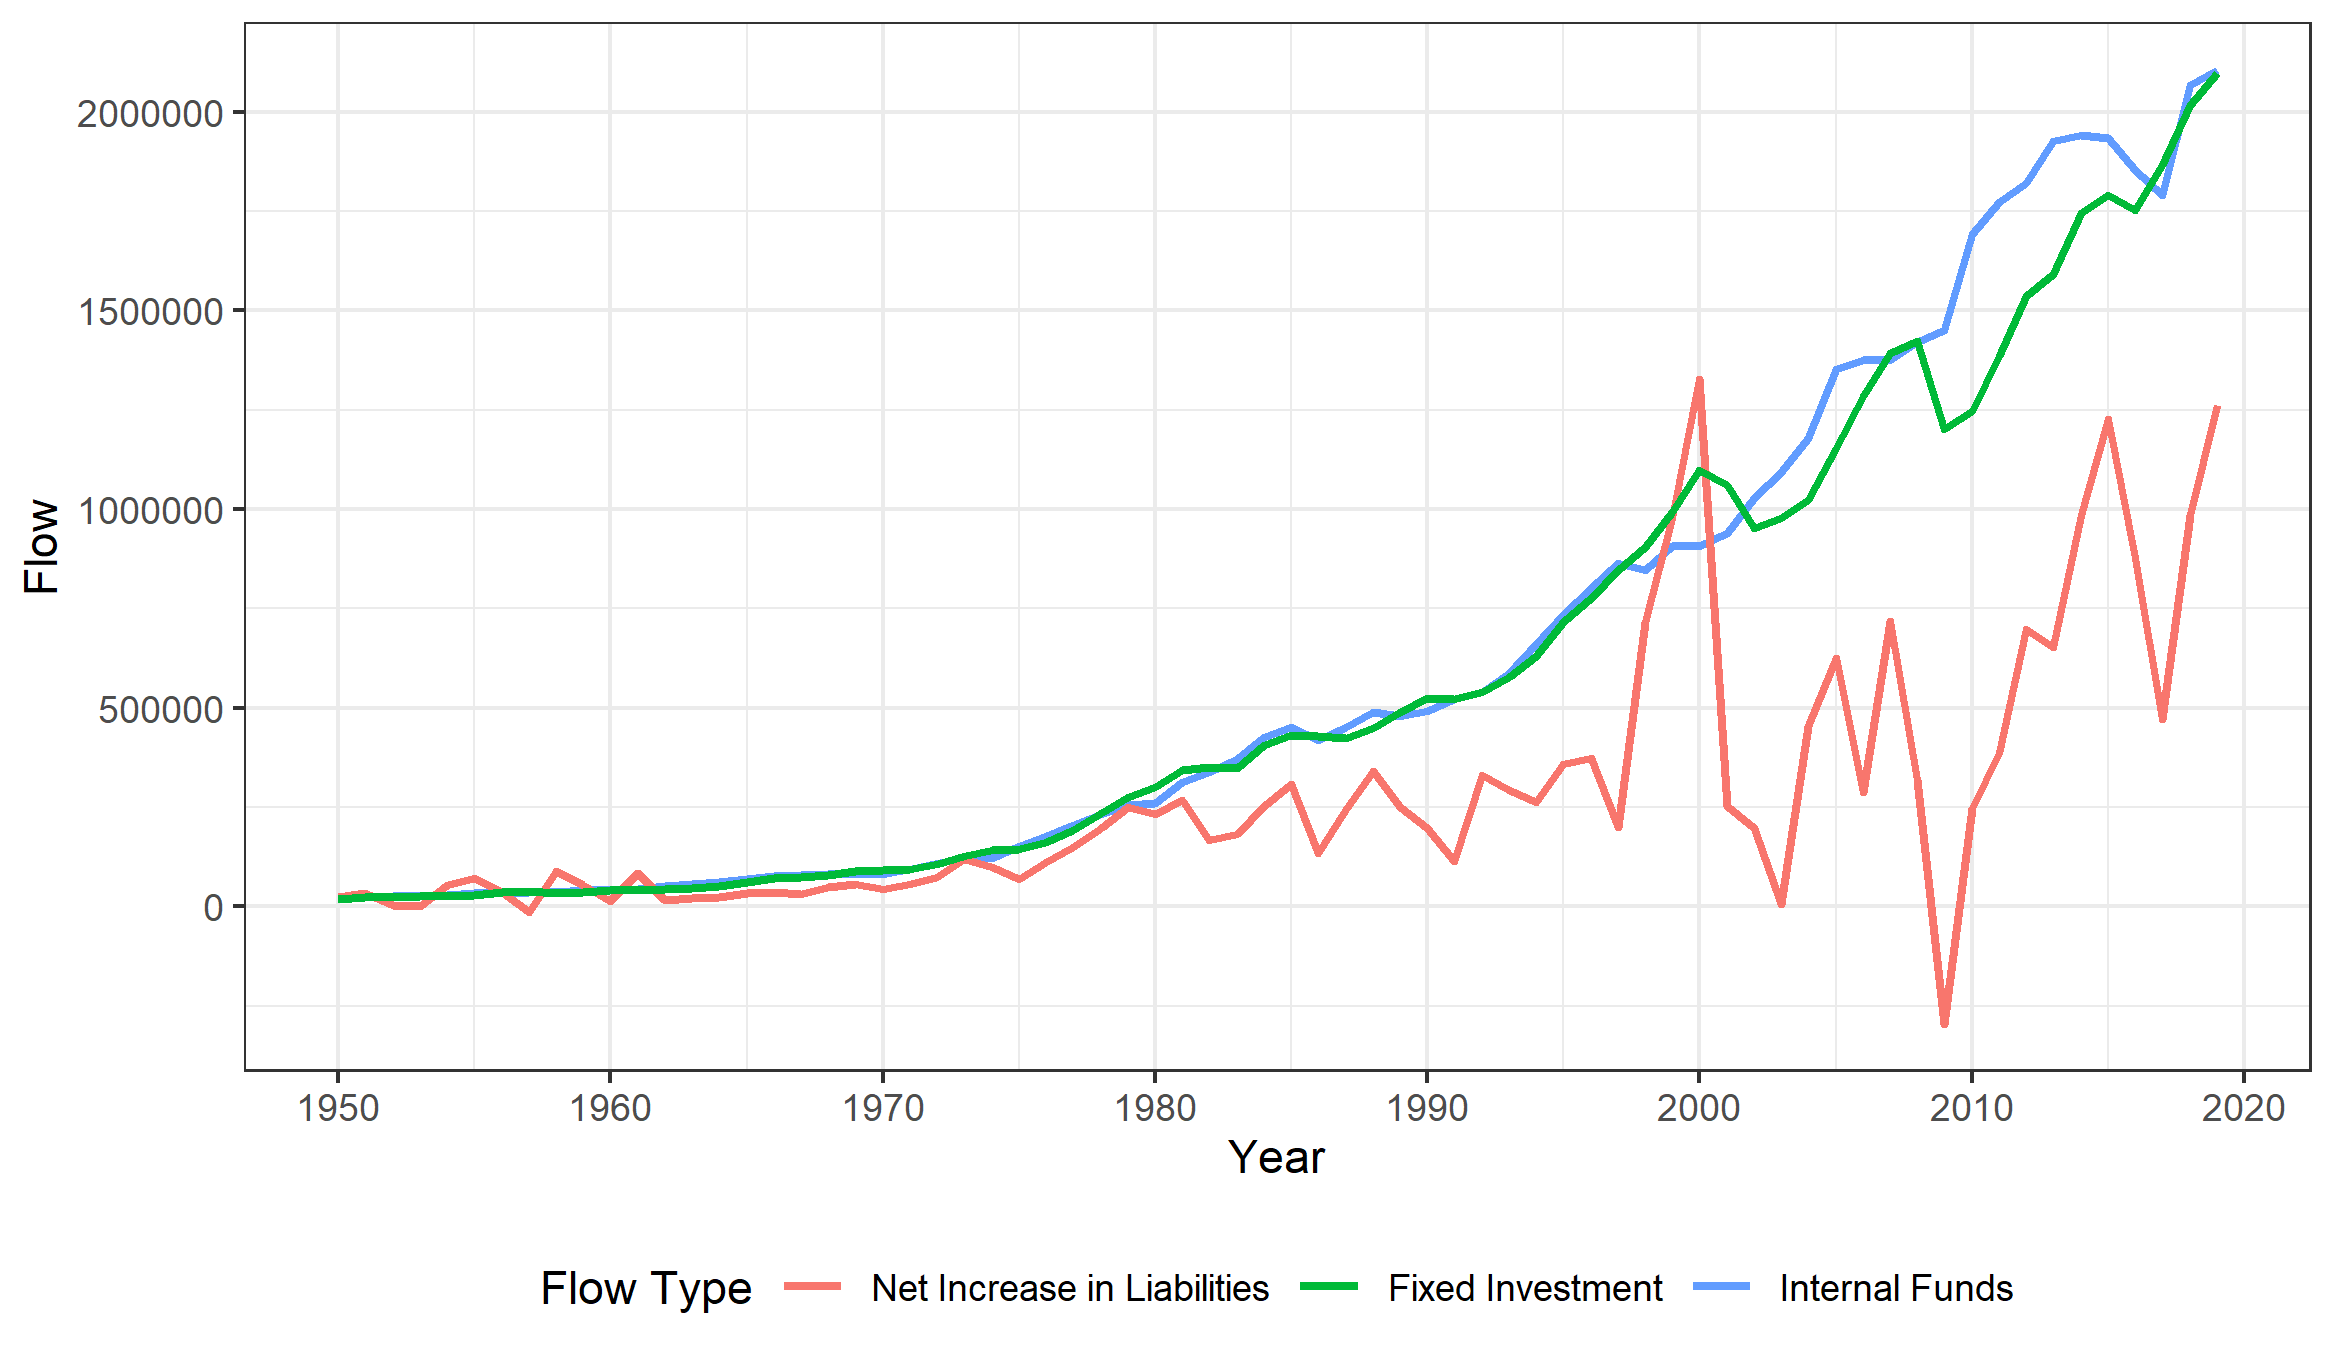 2000000
1500000
1000000
500000
0
Flow
1950 1960 1970 1980 1990 2000 2010 2020
Year
Flow Type Net Increase in Liabilities Fixed Investment Internal Funds